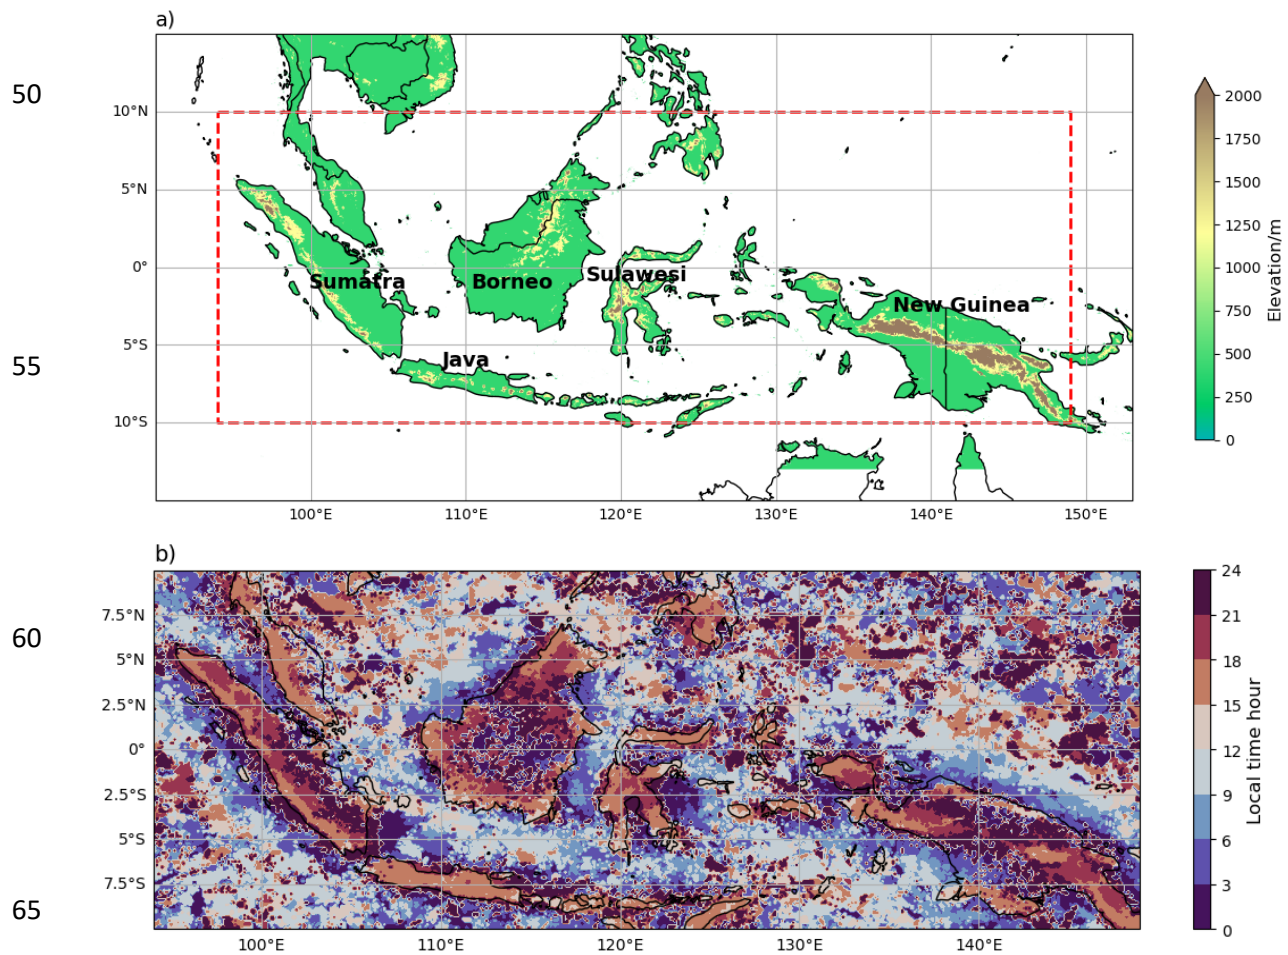 a)
50
10°N
5°N
0°
5°S
10°S
55
Sumatra
Borneo
Sulawesi
New Guinea
Java
100°E
110°E
120°E
130°E
140°E
150°E
2000
1750
1500
1250
1000
750
500
250
0
Elevation/m
b)
60
65
7.5°N
5°N
2.5°N
0°
2.5°S
5°S
7.5°S
100°E
110°E
120°E
130°E
140°E
24
21
18
15
12
9
6
3
0
Local time hour